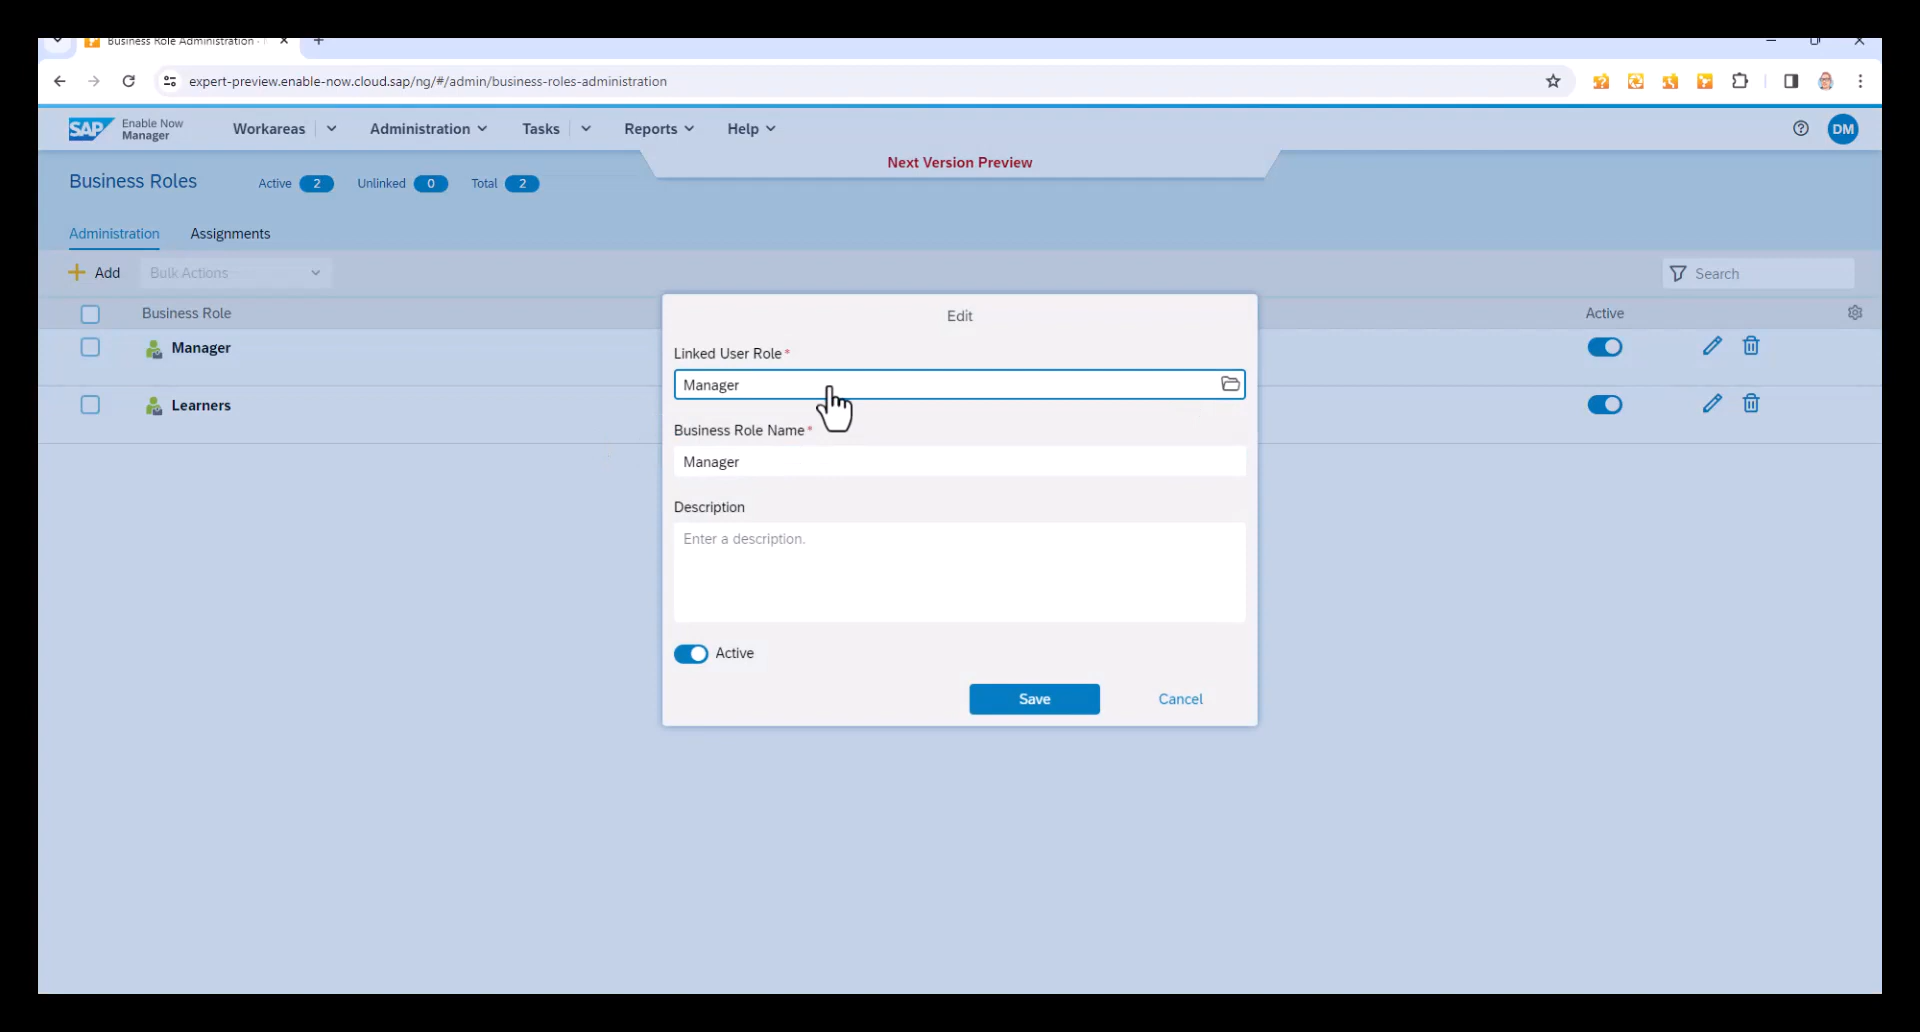 Business Role Administration -
expert-preview.enable-now.cloud.sap/ng/#/admin/business-roles-administration
SAP Enable Now Manager Workareas Administration Tasks Reports Help DM
Next Version Preview
Business Roles Active 2 Unlinked 0 Total 2
Administration Assignments
Add Bulk Actions Search
Business Role Active
Manager
Learners
Edit
Linked User Role *
Manager
Business Role Name *
Manager
Description
Enter a description.
Active
Save Cancel